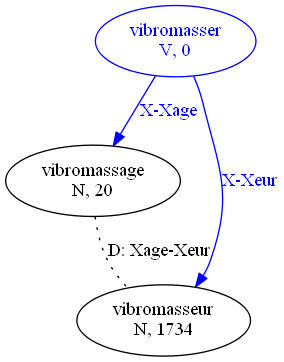 vibromasser
V, 0
X-Xage
vibromassage
N, 20
X-Xeur
D: Xage-Xeur
vibromasseur
N, 1734